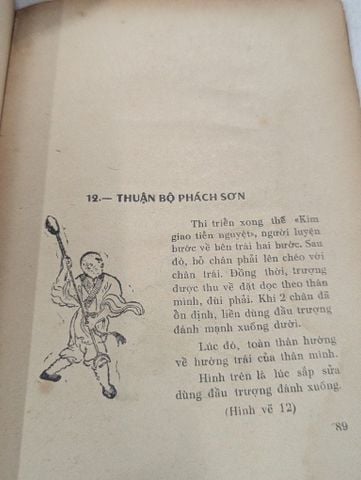 12.— THUẬN BỘ PHÁCH SƠN
Thi triển xong thế «Kim
giao tiễn nguyệt», người luyện
bước về bên trái hai bước. Sau
đó, bỏ chân phải lên chéo với
chân trái. Đồng thời, trượng
được thu về đặt dọc theo thân
mình, đùi phải. Khi 2 chân đã
ổn định, liền dùng đầu trượng
đánh mạnh xuống dưới.
Lúc đó, toàn thân hướng
về hướng trái của thân mình.
Hình trên là lúc sắp sửa
dùng đầu trượng đánh xuống.
(Hình vẽ 12)
89